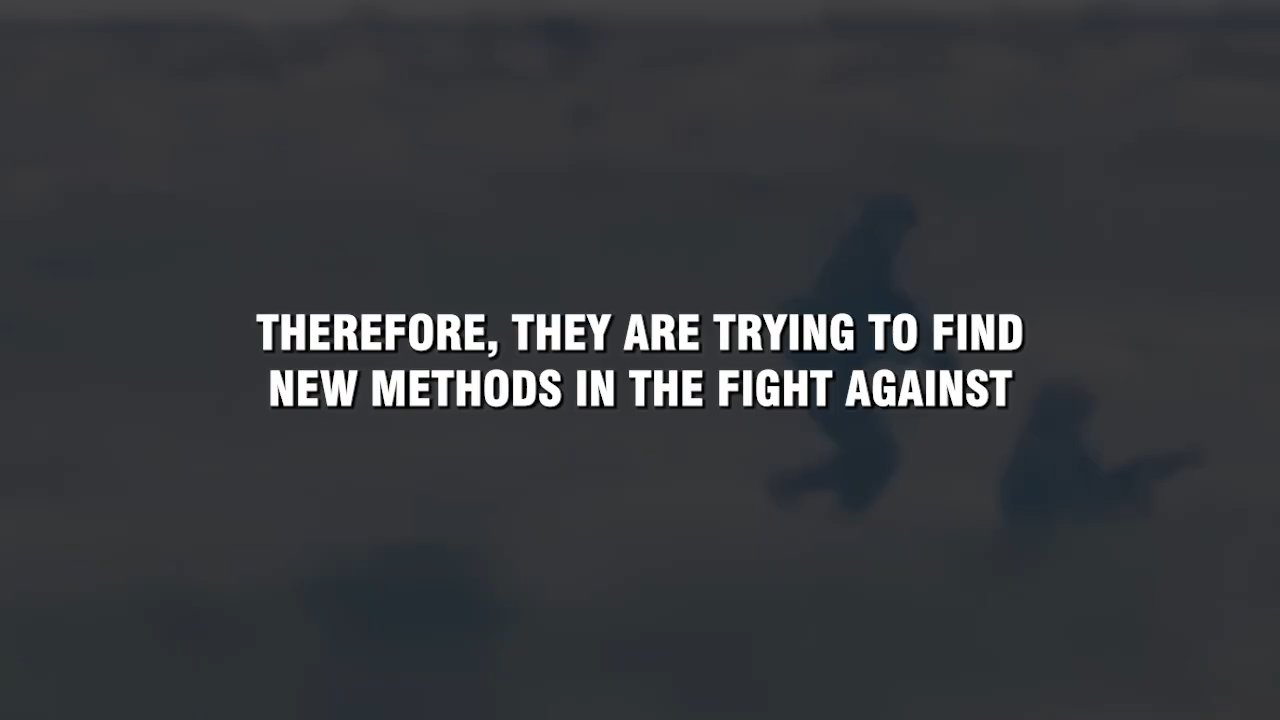 THEREFORE, THEY ARE TRYING TO FIND
NEW METHODS IN THE FIGHT AGAINST